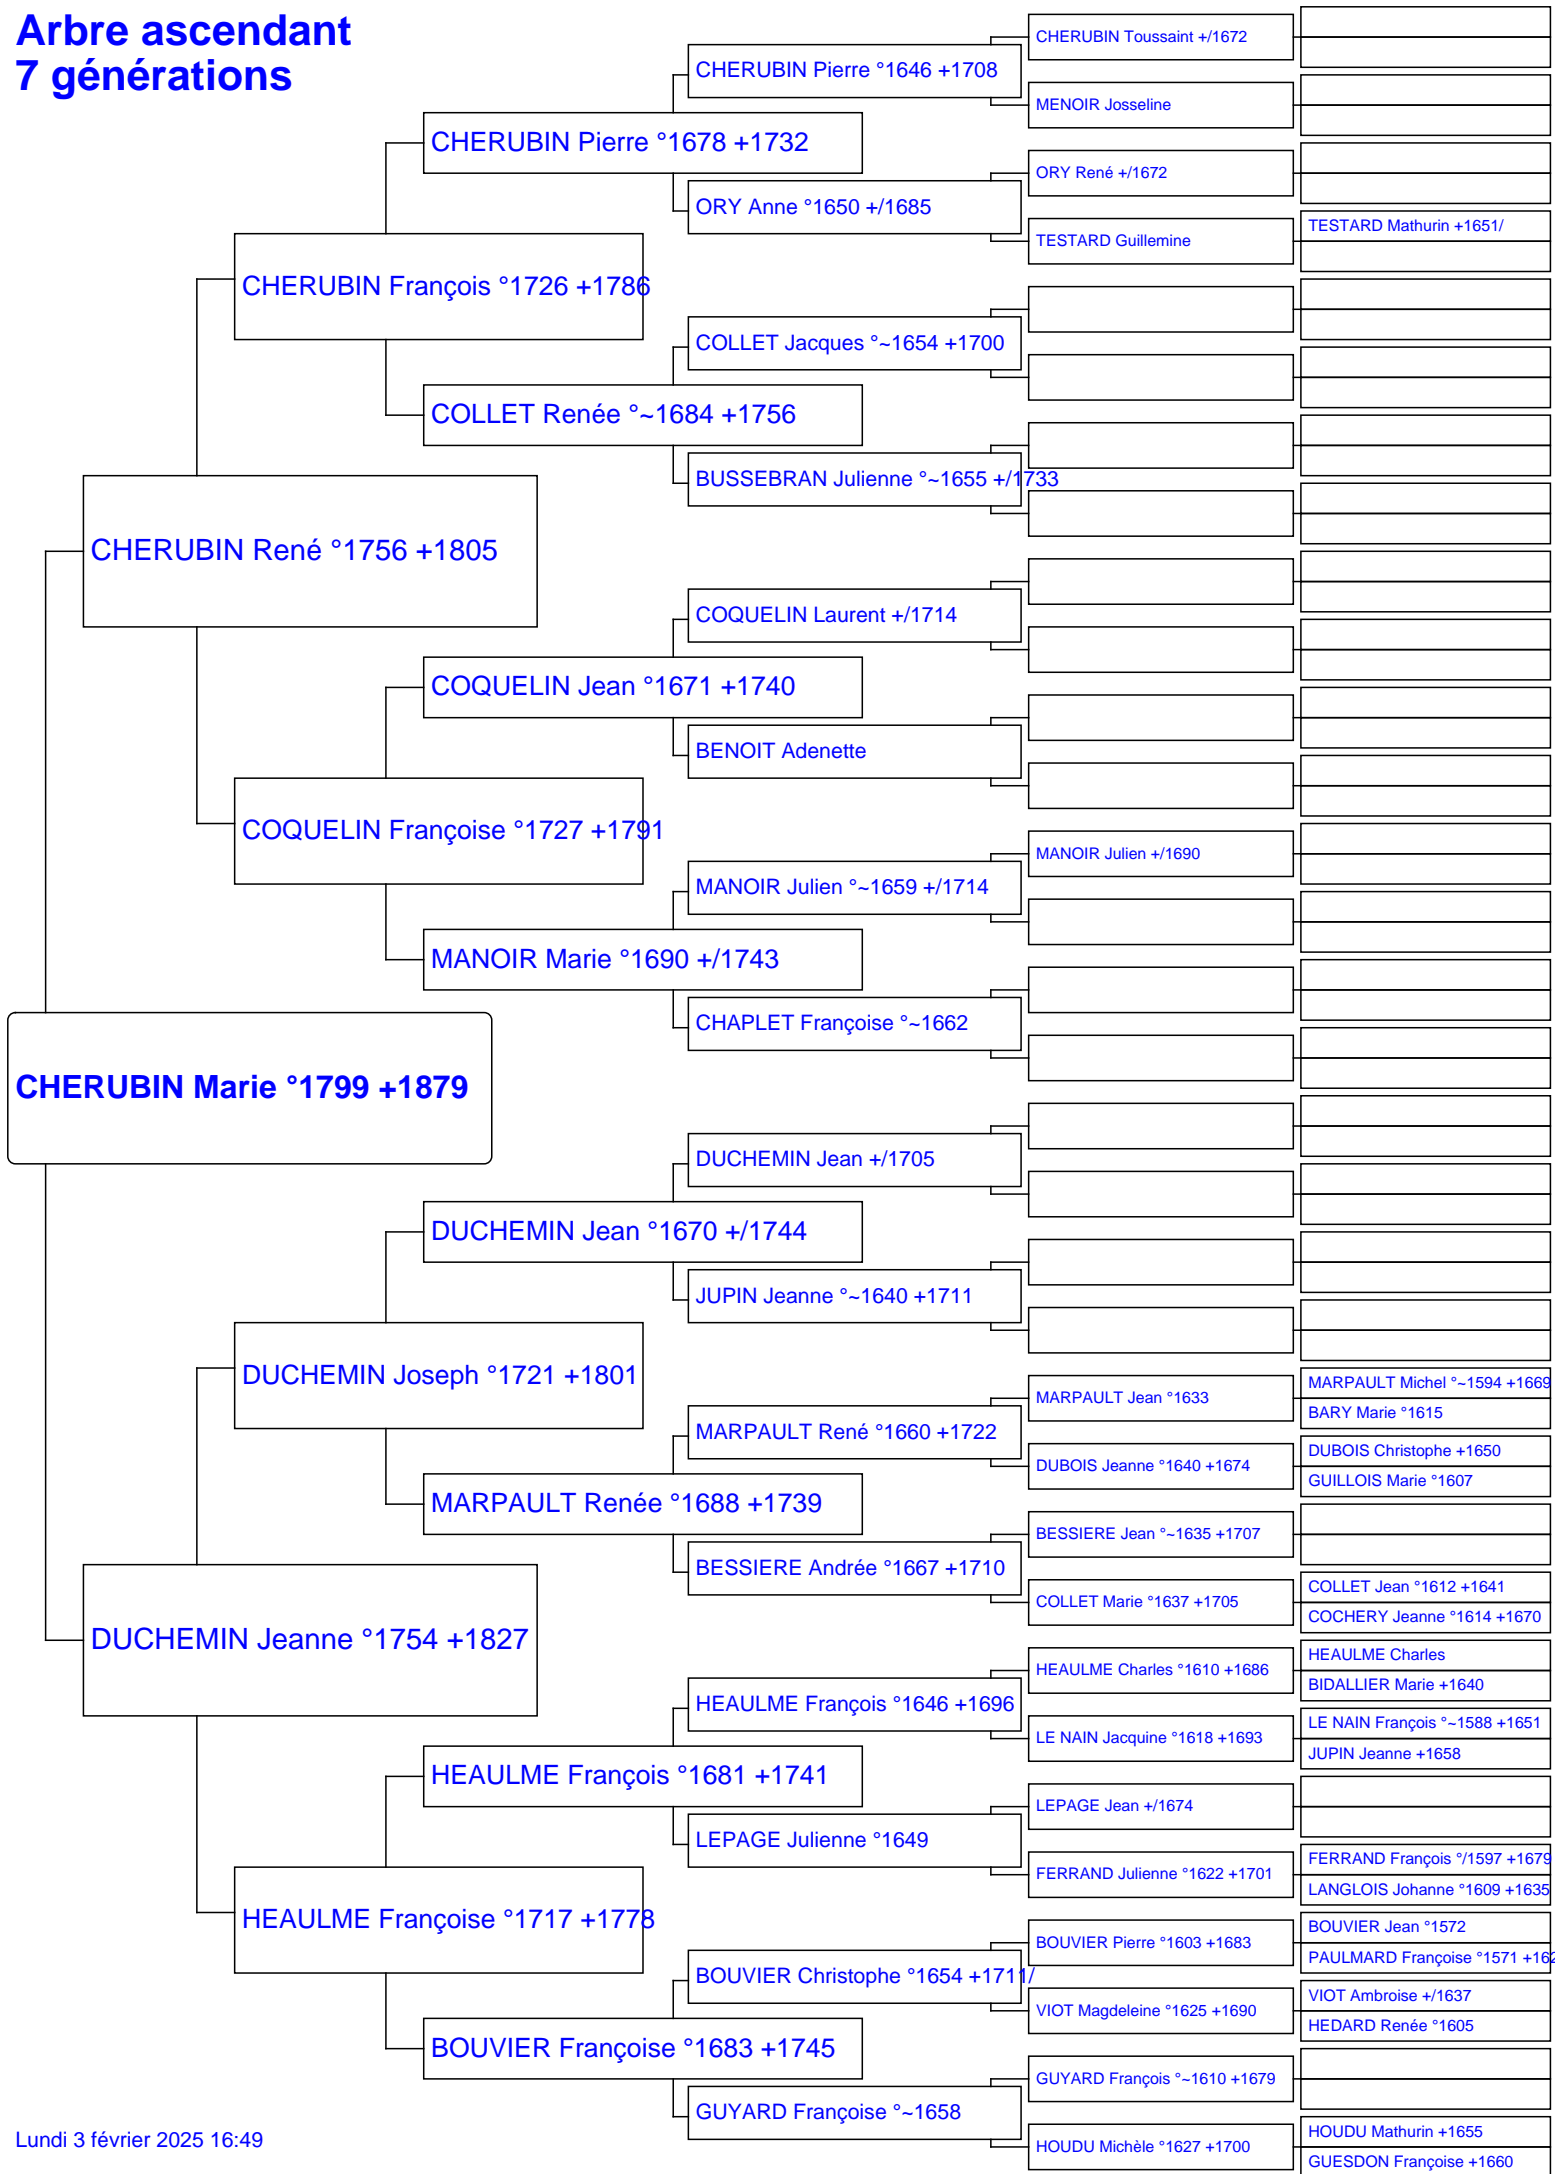 Arbre ascendant
7 générations
CHERUBIN Marie °1799 +1879
CHERUBIN René °1756 +1805
DUCHEMIN Jeanne °1754 +1827
CHERUBIN François °1726 +1786
COQUELIN Françoise °1727 +1791
DUCHEMIN Joseph °1721 +1801
HEAULME Françoise °1717 +1778
CHERUBIN Pierre °1678 +1732
COLLET Renée °~1684 +1756
COQUELIN Jean °1671 +1740
MANOIR Marie °1690 +/1743
DUCHEMIN Jean °1670 +/1744
MARPAULT Renée °1688 +1739
HEAULME François °1681 +1741
BOUVIER Françoise °1683 +1745
CHERUBIN Pierre °1646 +1708
ORY Anne °1650 +/1685
COLLET Jacques °~1654 +1700
BUSSEBRAN Julienne °~1655 +/1733
COQUELIN Laurent +/1714
BENOIT Adenette
MANOIR Julien °~1659 +/1714
CHAPLET Françoise °~1662
DUCHEMIN Jean +/1705
JUPIN Jeanne °~1640 +1711
MARPAULT René °1660 +1722
BESSIERE Andrée °1667 +1710
HEAULME François °1646 +1696
LEPAGE Julienne °1649
BOUVIER Christophe °1654 +1711/
GUYARD Françoise °~1658
CHERUBIN Toussaint +/1672
MENOIR Josseline
ORY René +/1672
TESTARD Guillemine
MANOIR Julien +/1690
MARPAULT Jean °1633
DUBOIS Jeanne °1640 +1674
BESSIERE Jean °~1635 +1707
COLLET Marie °1637 +1705
HEAULME Charles °1610 +1686
LE NAIN Jacquine °1618 +1693
LEPAGE Jean +/1674
FERRAND Julienne °1622 +1701
BOUVIER Pierre °1603 +1683
VIOT Magdeleine °1625 +1690
GUYARD François °~1610 +1679
HOUDU Michèle °1627 +1700
TESTARD Mathurin +1651/
MARPAULT Michel °~1594 +1669
BARY Marie °1615
DUBOIS Christophe +1650
GUILLOIS Marie °1607
COLLET Jean °1612 +1641
COCHERY Jeanne °1614 +1670
HEAULME Charles
BIDALLIER Marie +1640
LE NAIN François °~1588 +1651
JUPIN Jeanne +1658
FERRAND François °/1597 +1679
LANGLOIS Johanne °1609 +1635
BOUVIER Jean °1572
PAULMARD Françoise °1571 +162
VIOT Ambroise +/1637
HEDARD Renée °1605
HOUDU Mathurin +1655
GUESDON Françoise +1660
Lundi 3 février 2025 16:49